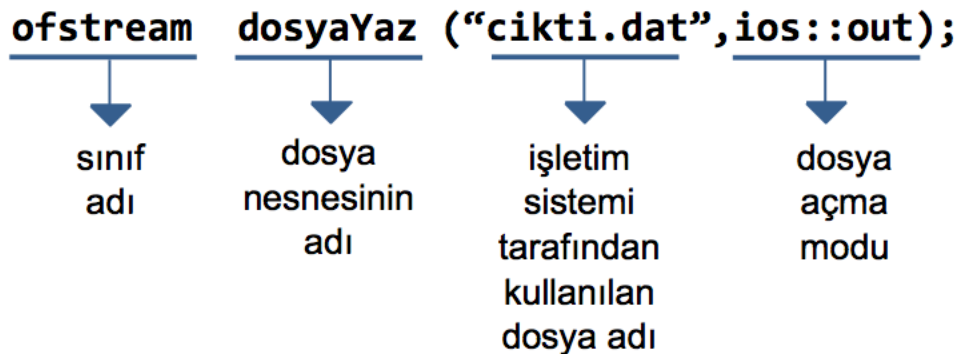 ofstream dosyaYaz (“cikti.dat”,ios::out);
sınıf
adı
dosya
nesnesinin
adı
işletim
sistemi
tarafından
kullanılan
dosya adı
dosya
açma
modu